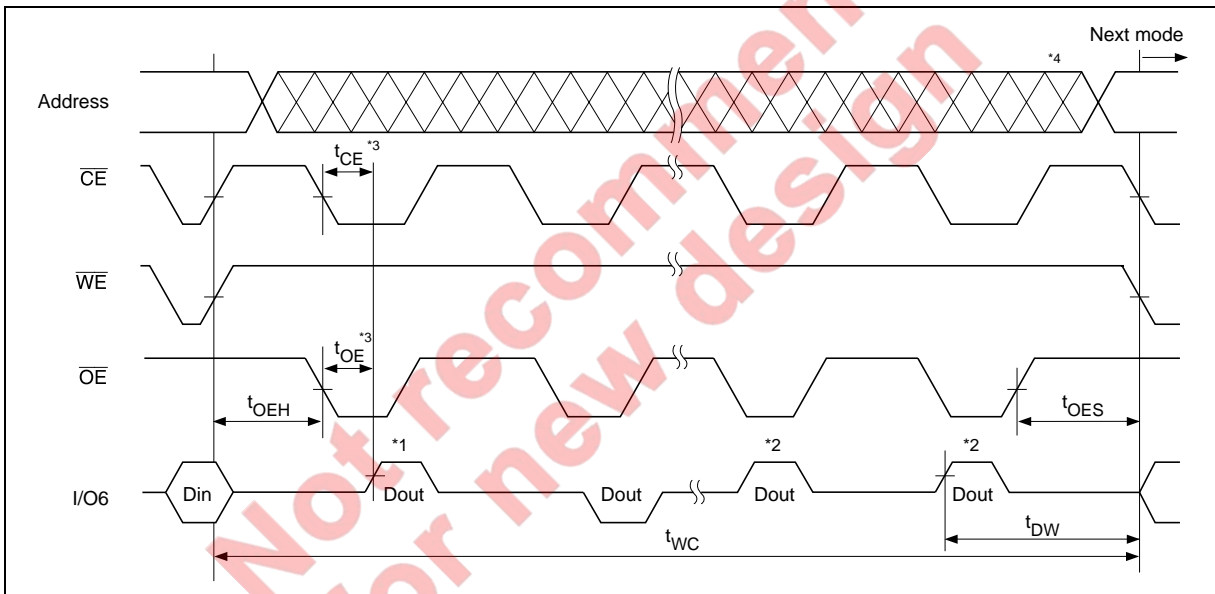 Next mode
*4
Address
tCE *3
CE
WE
tOE *3
OE
tOEH
tOES
*1
*2
*2
I/O6
Din
Dout
Dout
Dout
Dout
tWC
tDW
Not recommen
for new design